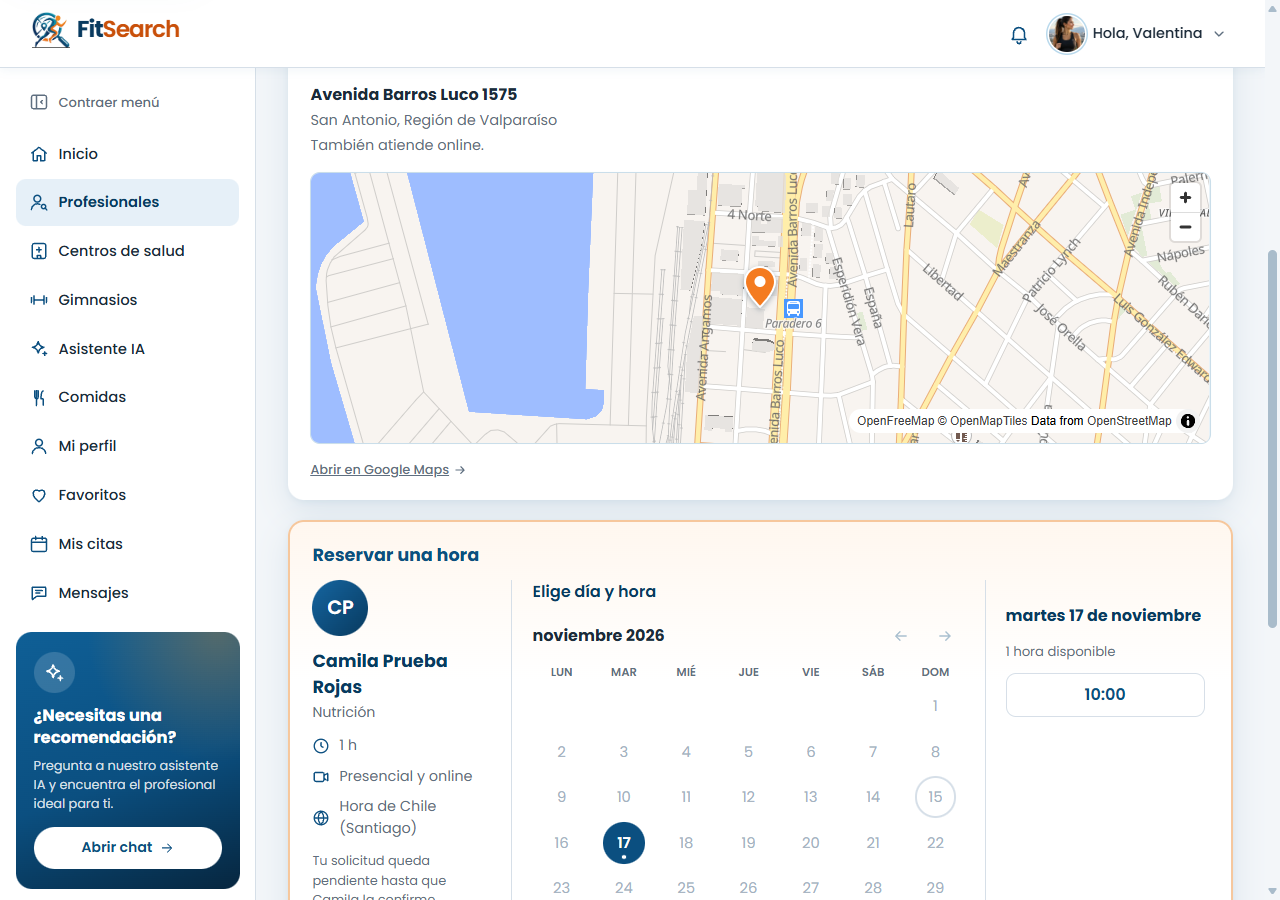 FitSearch
Hola, Valentina
Contraer menú
Inicio
Profesionales
Centros de salud
Gimnasios
Asistente IA
Comidas
Mi perfil
Favoritos
Mis citas
Mensajes
¿Necesitas una
recomendación?
Pregunta a nuestro asistente
IA y encuentra el profesional
ideal para ti.
Abrir chat →
Avenida Barros Luco 1575
San Antonio, Región de Valparaíso
También atiende online.
4 Norte
Avenida Barros Luco
Lautaro
Maestranza
Patricio Lynch
Avenida Indepe
Palerm
Nápoles
Rubén Darío
Libertad
José Orella
Luis González Edward
Esperidión Vera
España
Paradero 6
Avenida Angamos
Avenida Barros Luco
+
−
OpenFreeMap © OpenMapTiles Data from OpenStreetMap
Abrir en Google Maps →
Reservar una hora
CP
Camila Prueba
Rojas
Nutrición
1 h
Presencial y online
Hora de Chile
(Santiago)
Tu solicitud queda
pendiente hasta que
Camila la confirme
Elige día y hora
noviembre 2026 ← →
LUN MAR MIÉ JUE VIE SÁB DOM
1
2 3 4 5 6 7 8
9 10 11 12 13 14 15
16 17 18 19 20 21 22
23 24 25 26 27 28 29
martes 17 de noviembre
1 hora disponible
10:00